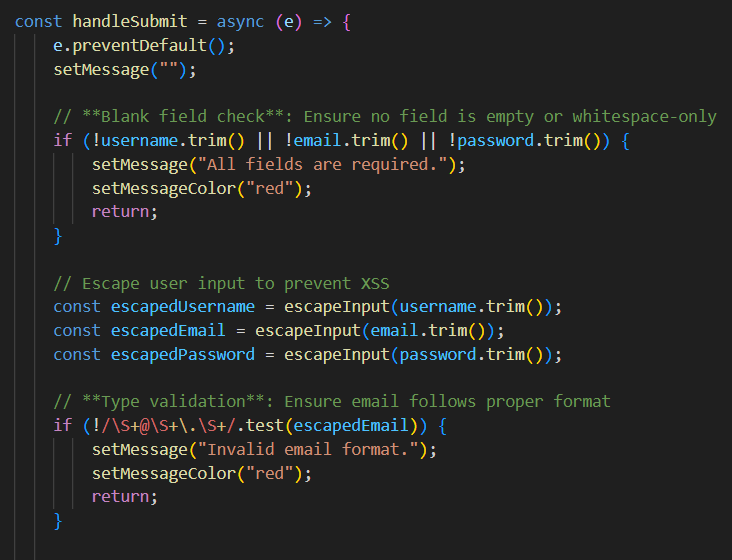 const handleSubmit = async (e) => {
e.preventDefault();
setMessage("");
// **Blank field check**: Ensure no field is empty or whitespace-only
if (!username.trim() || !email.trim() || !password.trim()) {
setMessage("All fields are required.");
setMessageColor("red");
return;
}
// Escape user input to prevent XSS
const escapedUsername = escapeInput(username.trim());
const escapedEmail = escapeInput(email.trim());
const escapedPassword = escapeInput(password.trim());
// **Type validation**: Ensure email follows proper format
if (!/\S+@\S+\.\S+/.test(escapedEmail)) {
setMessage("Invalid email format.");
setMessageColor("red");
return;
}